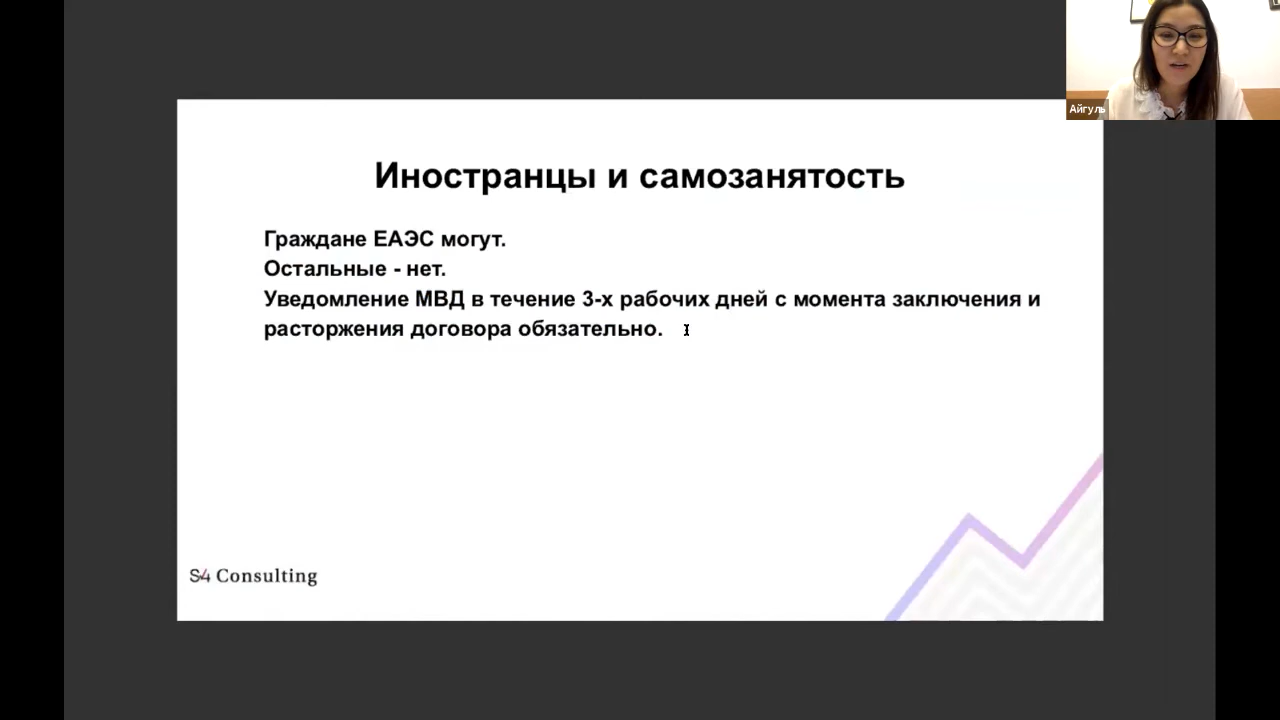 Айгуль
Иностранцы и самозанятость
Граждане ЕАЭС могут.
Остальные - нет.
Уведомление МВД в течение 3-х рабочих дней с момента заключения и
расторжения договора обязательно.
S4 Consulting